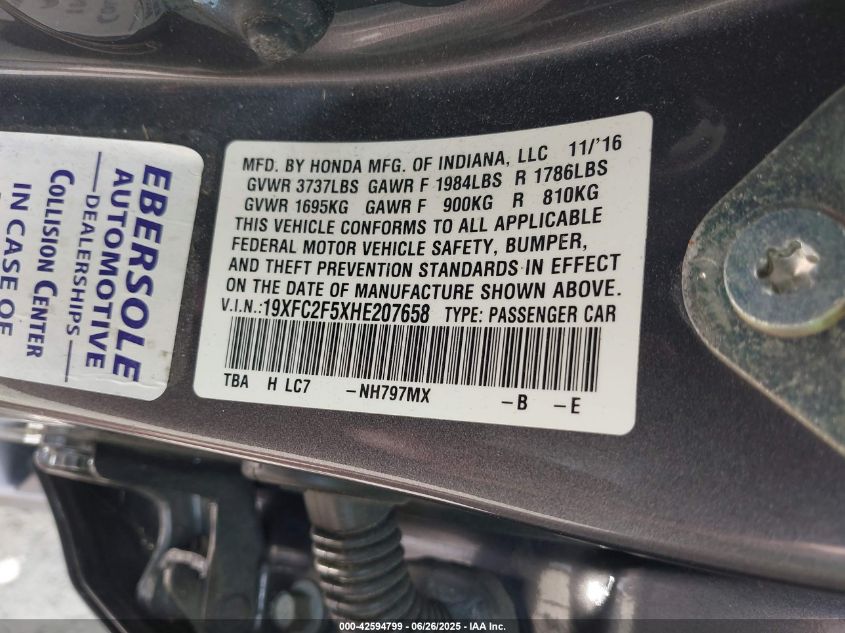 MFD. BY HONDA MFG. OF INDIANA, LLC 11/'16
GVWR 3737LBS GAWR F 1984LBS R 1786LBS
GVWR 1695KG GAWR F 900KG R 810KG
THIS VEHICLE CONFORMS TO ALL APPLICABLE
FEDERAL MOTOR VEHICLE SAFETY, BUMPER,
AND THEFT PREVENTION STANDARDS IN EFFECT
ON THE DATE OF MANUFACTURE SHOWN ABOVE.
V.I.N.:19XFC2F5XHE207658 TYPE: PASSENGER CAR
TBA H LC7 -NH797MX -B -E
EBERSOLE
AUTOMOTIVE
-DEALERSHIPS-
COLLISION CENTER
IN CASE OF
000-42594799 - 06/26/2025 - IAA Inc.